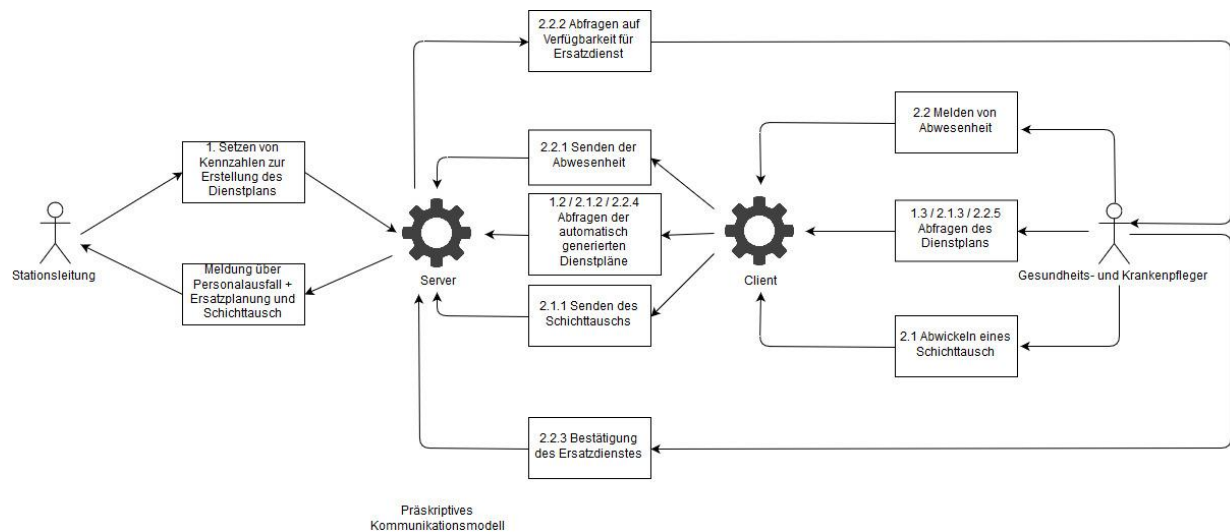 2.2.2 Abfragen auf
Verfügbarkeit für
Ersatzdienst
2.2 Melden von
Abwesenheit
1. Setzen von
Kennzahlen zur
Erstellung des
Dienstplans
2.2.1 Senden der
Abwesenheit
1.2 / 2.1.2 / 2.2.4
Abfragen der
automatisch
generierten
Dienstpläne
1.3 / 2.1.3 / 2.2.5
Abfragen des
Dienstplans
Stationsleitung
Meldung über
Personalausfall +
Ersatzplanung und
Schichttausch
Server
Client
Gesundheits- und Krankenpfleger
2.1.1 Senden des
Schichttauschs
2.1 Abwickeln eines
Schichttausch
2.2.3 Bestätigung
des Ersatzdienstes
Präskriptives
Kommunikationsmodell